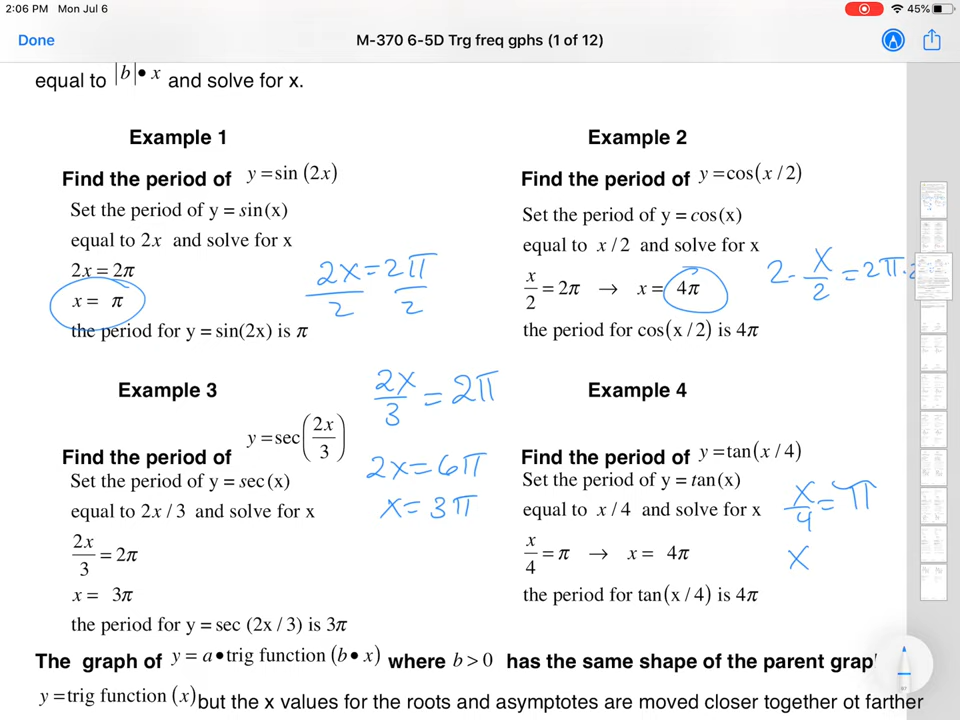 2:06 PM Mon Jul 6
45%
Done
M-370 6-5D Trg freq gphs (1 of 12)
equal to |b|• x and solve for x.
Example 1
Find the period of y = sin (2x)
Set the period of y = sin(x)
equal to 2x and solve for x
2x = 2π
x = π
the period for y = sin(2x) is π
2x = 2π
2 2
Example 2
Find the period of y = cos(x / 2)
Set the period of y = cos(x)
equal to x / 2 and solve for x
x/2 = 2π → x = 4π
the period for cos(x / 2) is 4π
2 · x/2 = 2π · 2
Example 3
Find the period of y = sec(2x/3)
Set the period of y = sec(x)
equal to 2x / 3 and solve for x
2x/3 = 2π
x = 3π
the period for y = sec (2x / 3) is 3π
2x/3 = 2π
2x = 6π
x = 3π
Example 4
Find the period of y = tan(x / 4)
Set the period of y = tan(x)
equal to x / 4 and solve for x
x/4 = π → x = 4π
the period for tan(x / 4) is 4π
x/4 = π
x
The graph of y = a • trig function (b • x) where b > 0 has the same shape of the parent grap
y = trig function (x) but the x values for the roots and asymptotes are moved closer together ot farther